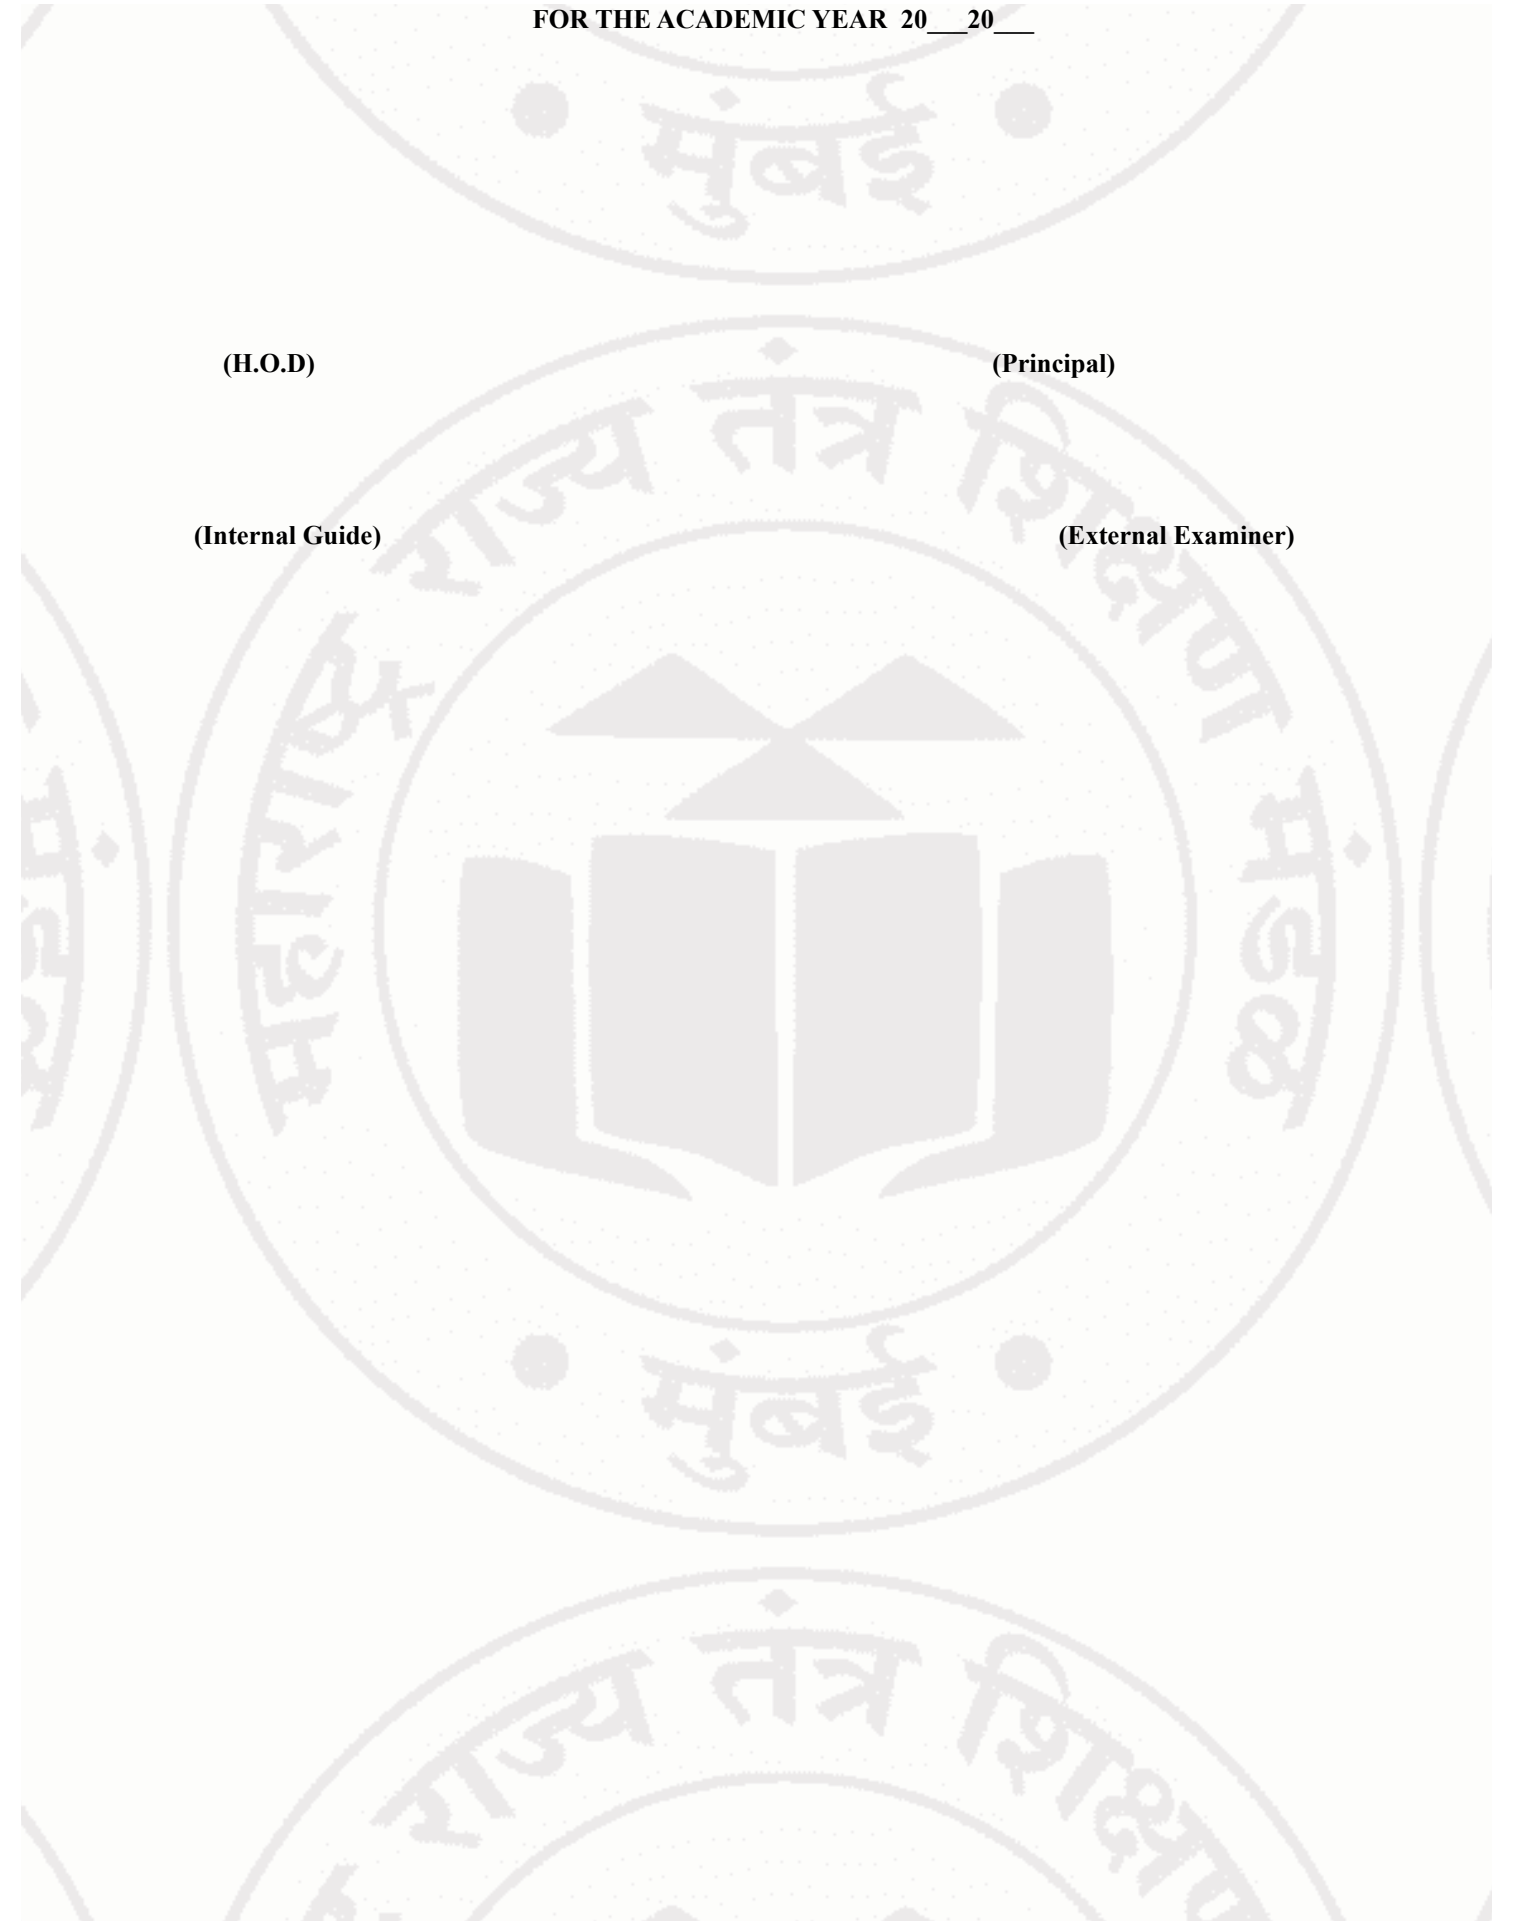 FOR THE ACADEMIC YEAR 20___20___
मुंबई
(H.O.D) (Principal)
(Internal Guide) (External Examiner)
महाराष्ट्र राज्य तंत्र शिक्षण मंडळ
मुंबई
राज्य तंत्र शिक्षण